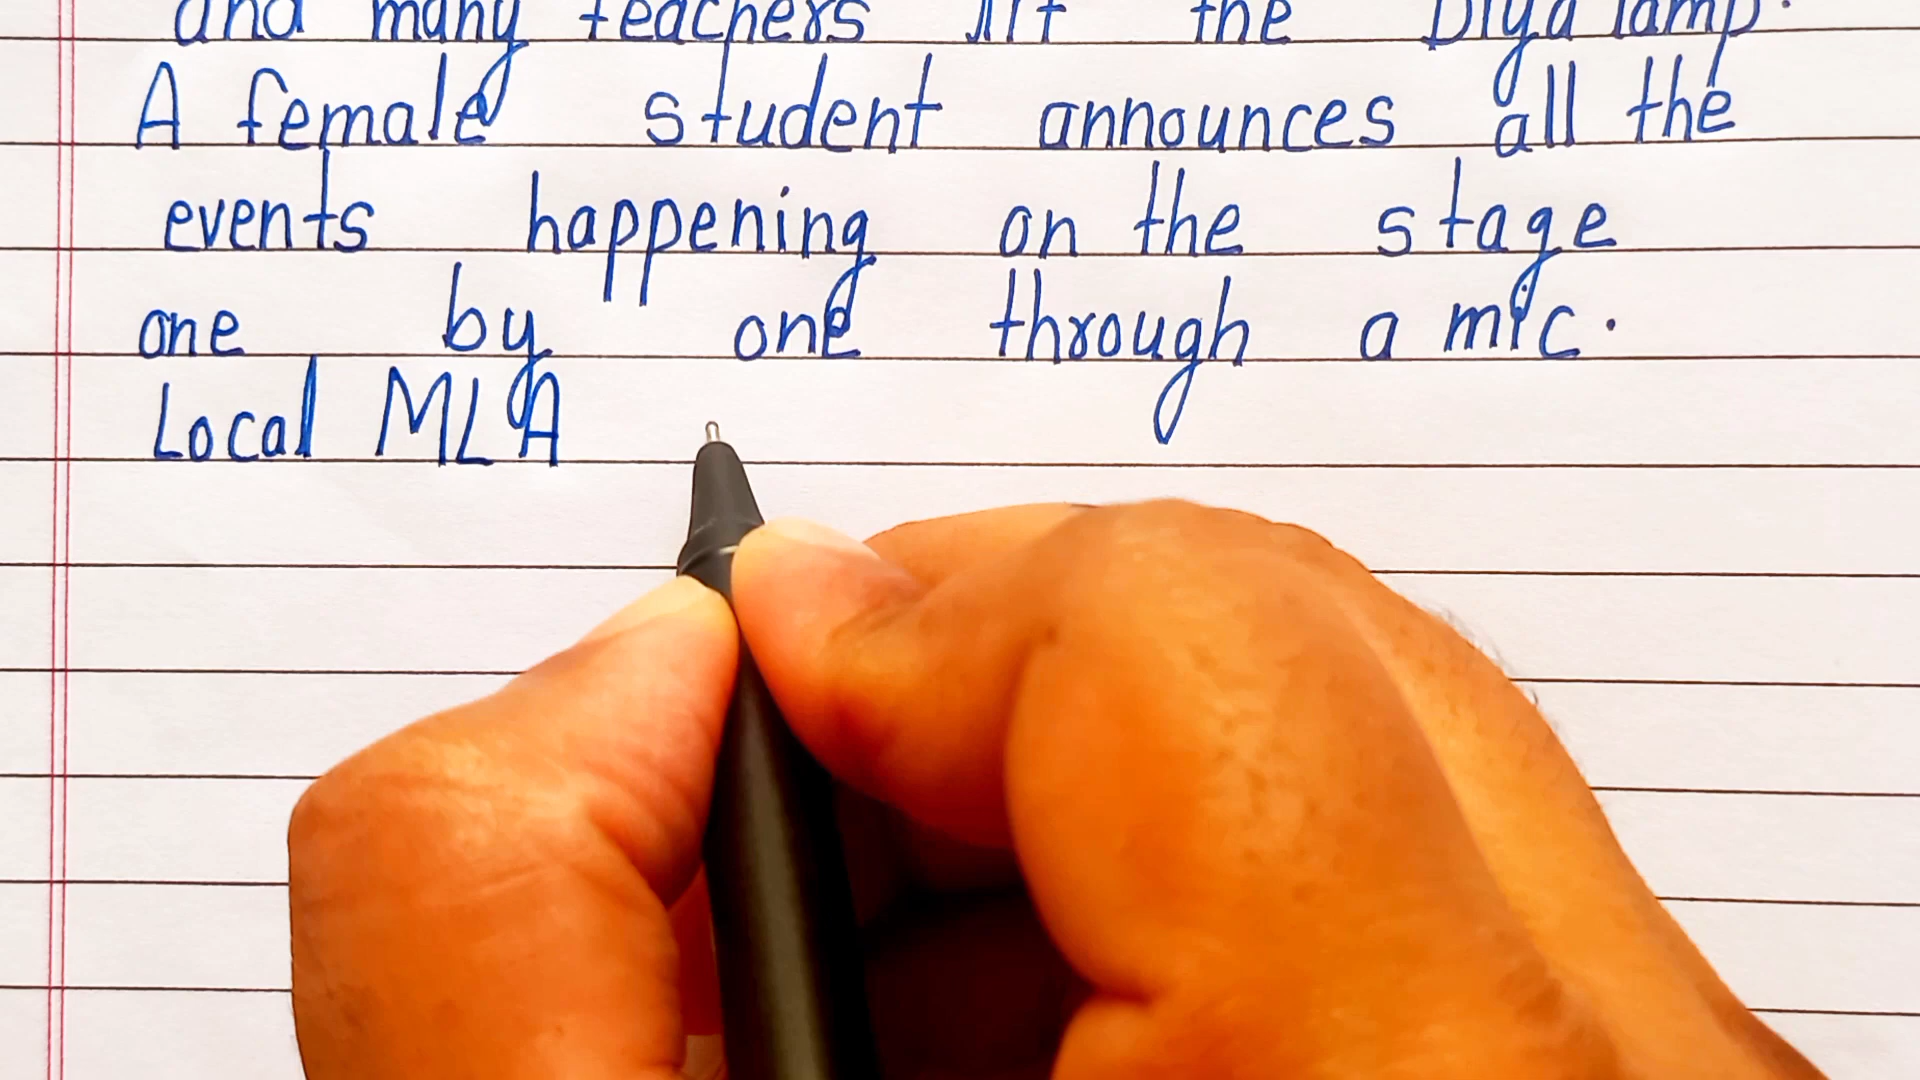 and many teachers lit the Diya lamp.
A female student announces all the
events happening on the stage
one by one through a mic.
Local MLA